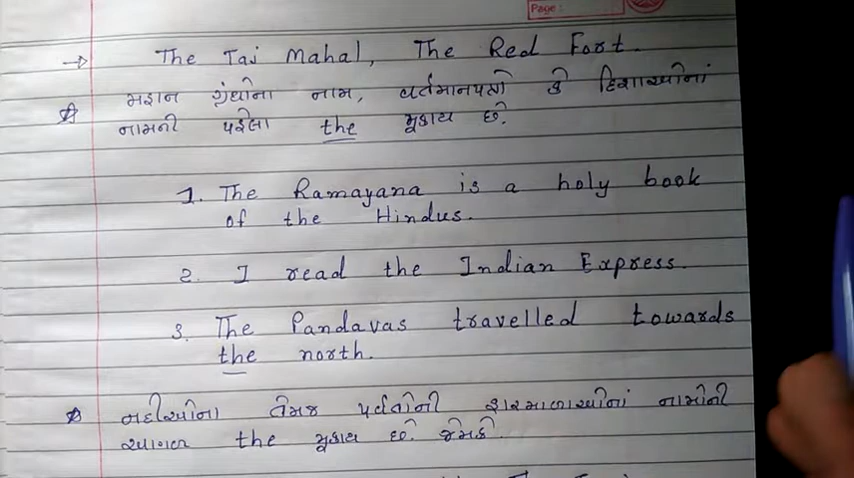 Page :
→ The Taj Mahal, The Red Fort.
☆ મહાન ગ્રંથોના નામ, વર્તમાનપત્રો કે દિશાઓનાં
નામની પહેલા the મૂકાય છે.
1. The Ramayana is a holy book
of the Hindus.
2. I read the Indian Express.
3. The Pandavas travelled towards
the north.
☆ નદીઓના તેમજ પર્વતોની હારમાળાઓનાં નામોની
આગળ the મૂકાય છે. જેમકે.